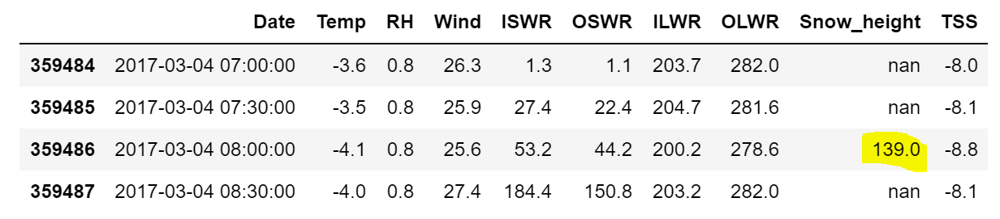 Date Temp RH Wind ISWR OSWR ILWR OLWR Snow_height TSS
359484 2017-03-04 07:00:00 -3.6 0.8 26.3 1.3 1.1 203.7 282.0 nan -8.0
359485 2017-03-04 07:30:00 -3.5 0.8 25.9 27.4 22.4 204.7 281.6 nan -8.1
359486 2017-03-04 08:00:00 -4.1 0.8 25.6 53.2 44.2 200.2 278.6 139.0 -8.8
359487 2017-03-04 08:30:00 -4.0 0.8 27.4 184.4 150.8 203.2 282.0 nan -8.1